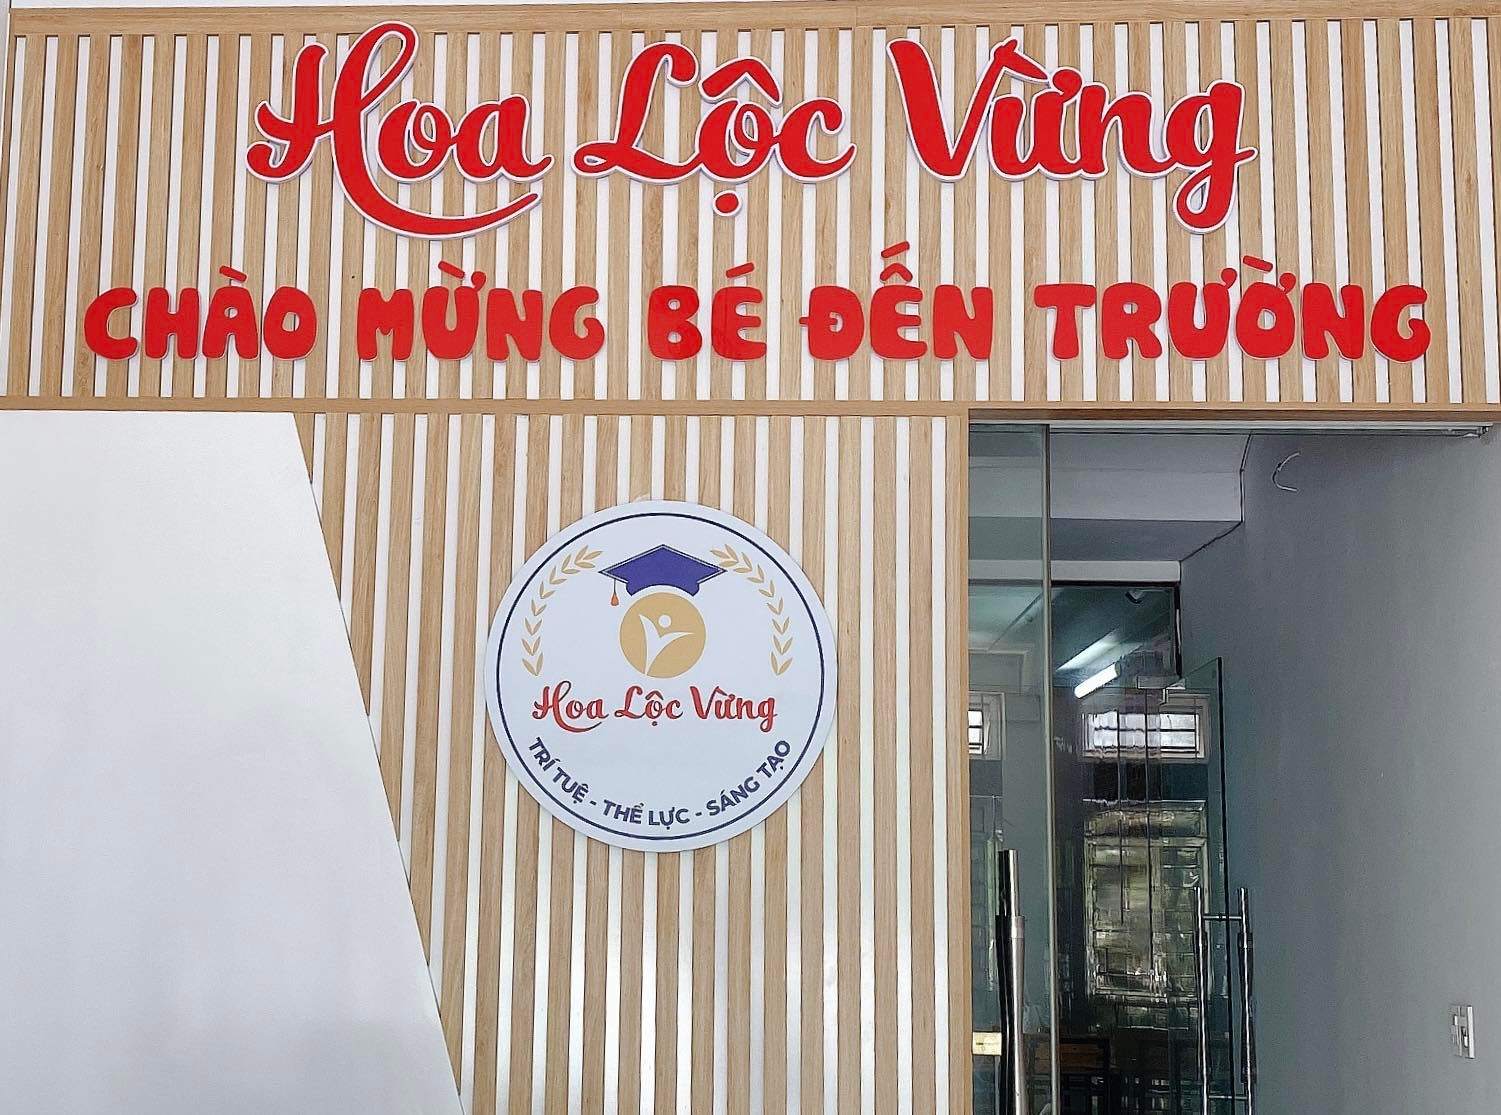 Hoa Lộc Vừng
CHÀO MỪNG BÉ ĐẾN TRƯỜNG
Hoa Lộc Vừng
TRÍ TUỆ - THỂ LỰC - SÁNG TẠO